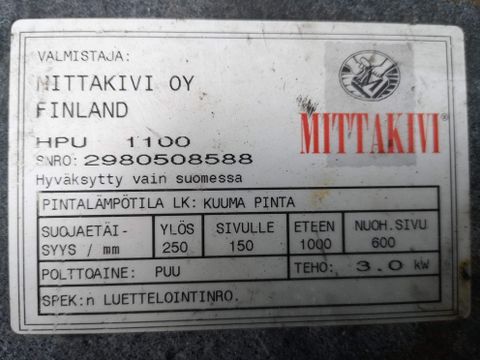 VALMISTAJA:
MITTAKIVI OY
FINLAND
MITTAKIVI
HPU 1100
SNRO: 2980508588
Hyväksytty vain suomessa
PINTALÄMPÖTILA LK: KUUMA PINTA
SUOJAETÄI-
SYYS / mm
YLÖS
250
SIVULLE
150
ETEEN
1000
NUOH.SIVU
600
POLTTOAINE: PUU
TEHO: 3.0 kW
SPEK:n LUETTELOINTINRO.